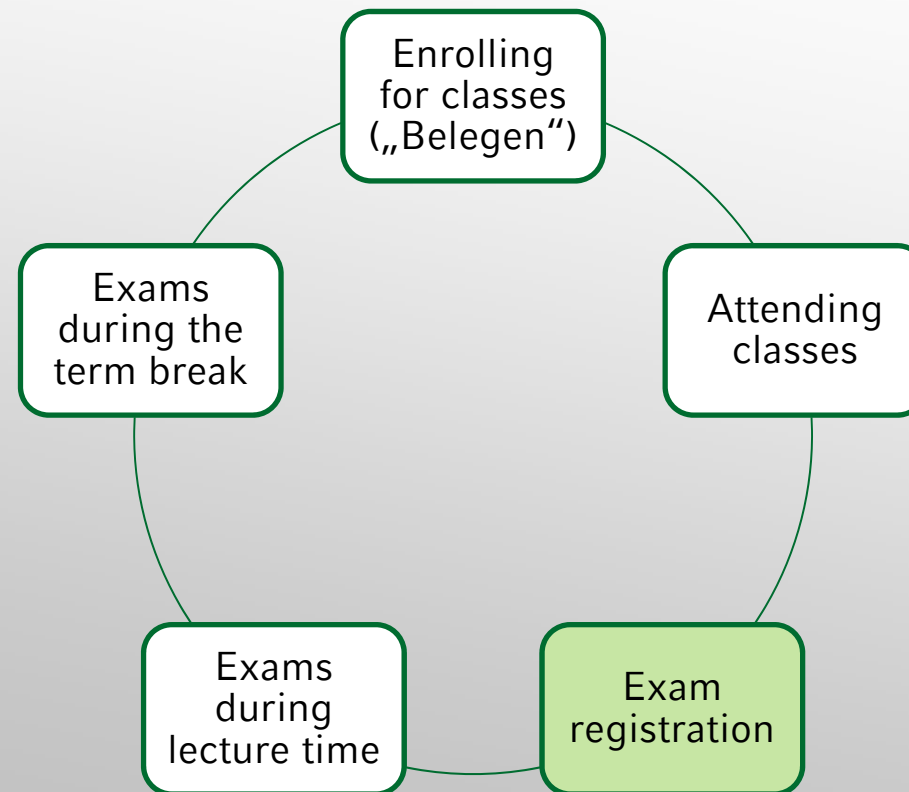 Enrolling
for classes
(„Belegen“)
Attending
classes
Exam
registration
Exams
during
lecture time
Exams
during the
term break